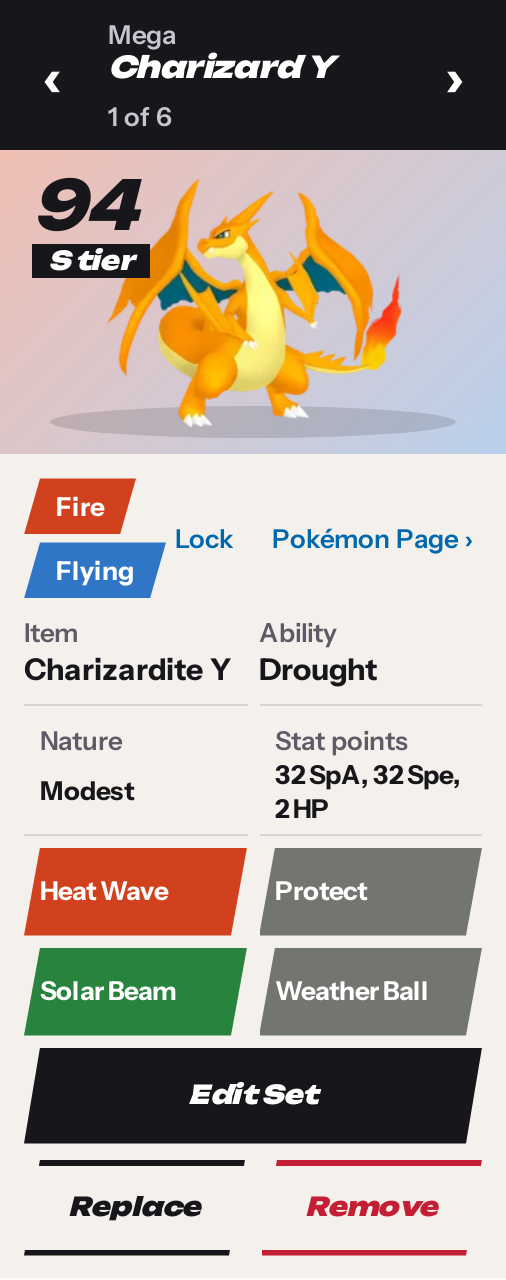 Mega
Charizard Y
‹
›
1 of 6
94
S tier
Fire
Flying
Lock
Pokémon Page ›
Item
Charizardite Y
Ability
Drought
Nature
Modest
Stat points
32 SpA, 32 Spe,
2 HP
Heat Wave
Protect
Solar Beam
Weather Ball
Edit Set
Replace
Remove